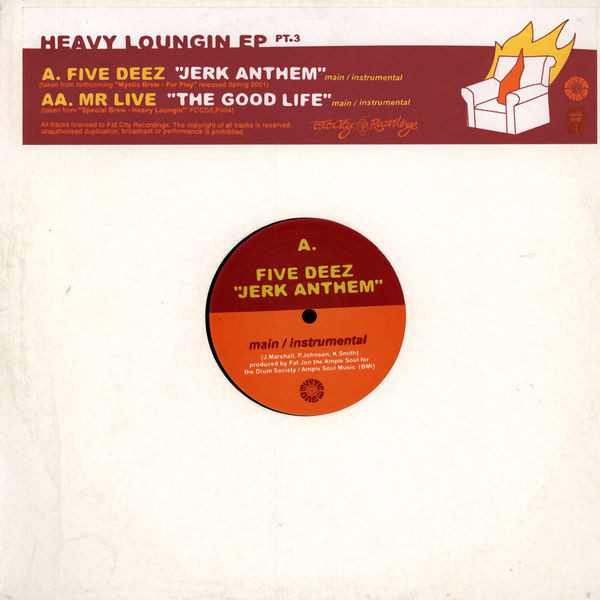 HEAVY LOUNGIN EP PT.3
A. FIVE DEEZ "JERK ANTHEM" main / instrumental
(taken from forthcoming "Mystic Brew - For Play" released Spring 2001)
AA. MR LIVE "THE GOOD LIFE" main / instrumental
(taken from "Special Brew - Heavy Loungin'" FCCD/LP004)
All tracks licensed to Fat City Recordings. The copyright of all tracks is reserved.
Unauthorised duplication, broadcast or performance is prohibited.
Fat City Recordings
A.
FIVE DEEZ
"JERK ANTHEM"
main / instrumental
(J.Marshall, P.Johnson, K.Smith)
produced by Fat Jon the Ample Soul for
the Drum Society / Ample Soul Music (BMI)